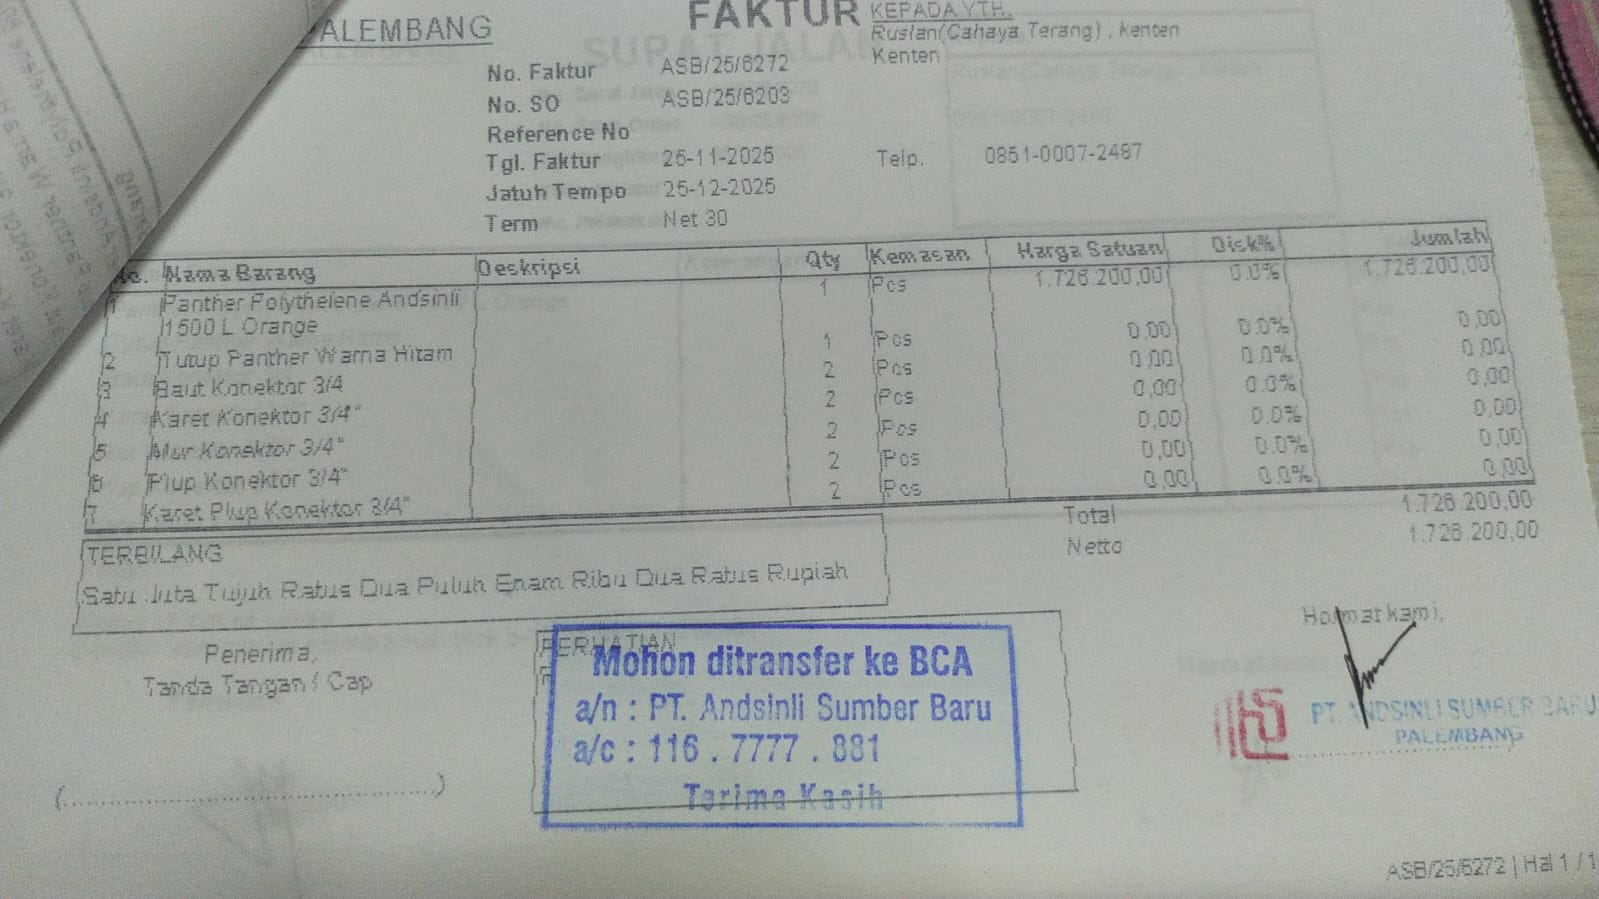 PALEMBANG
FAKTUR
KEPADA YTH.
Ruslan(Cahaya Terang) , kenten
Kenten
No. Faktur ASB/25/6272
No. SO ASB/25/6203
Reference No
Tgl. Faktur 25-11-2025
Telp. 0851-0007-2487
Jatuh Tempo 25-12-2025
Term Net 30
No. Nama Barang Deskripsi Qty Kemasan Harga Satuan Disk% Jumlah
1 Panther Polythelene Andsinli 1 Pcs 1.726.200,00 0.0% 1.726.200,00
1500 L Orange
2 Tutup Panther Warna Hitam 1 Pcs 0,00 0.0% 0,00
3 Baut Konektor 3/4 2 Pcs 0,00 0.0% 0,00
4 Karet Konektor 3/4" 2 Pcs 0,00 0.0% 0,00
5 Mur Konektor 3/4" 2 Pcs 0,00 0.0% 0,00
6 Plup Konektor 3/4" 2 Pcs 0,00 0.0% 0,00
7 Karet Plup Konektor 3/4" 2 Pcs 0,00 0.0% 0,00
Total 1.726.200,00
Netto 1.726.200,00
TERBILANG
Satu Juta Tujuh Ratus Dua Puluh Enam Ribu Dua Ratus Rupiah
Penerima,
Tanda Tangan / Cap
PERHATIAN
Mohon ditransfer ke BCA
a/n : PT. Andsinli Sumber Baru
a/c : 116 . 7777 . 881
Terima Kasih
Hormat kami,
PT. ANDSINLI SUMBER BARU
PALEMBANG
ASB/25/6272 | Hal 1 / 1